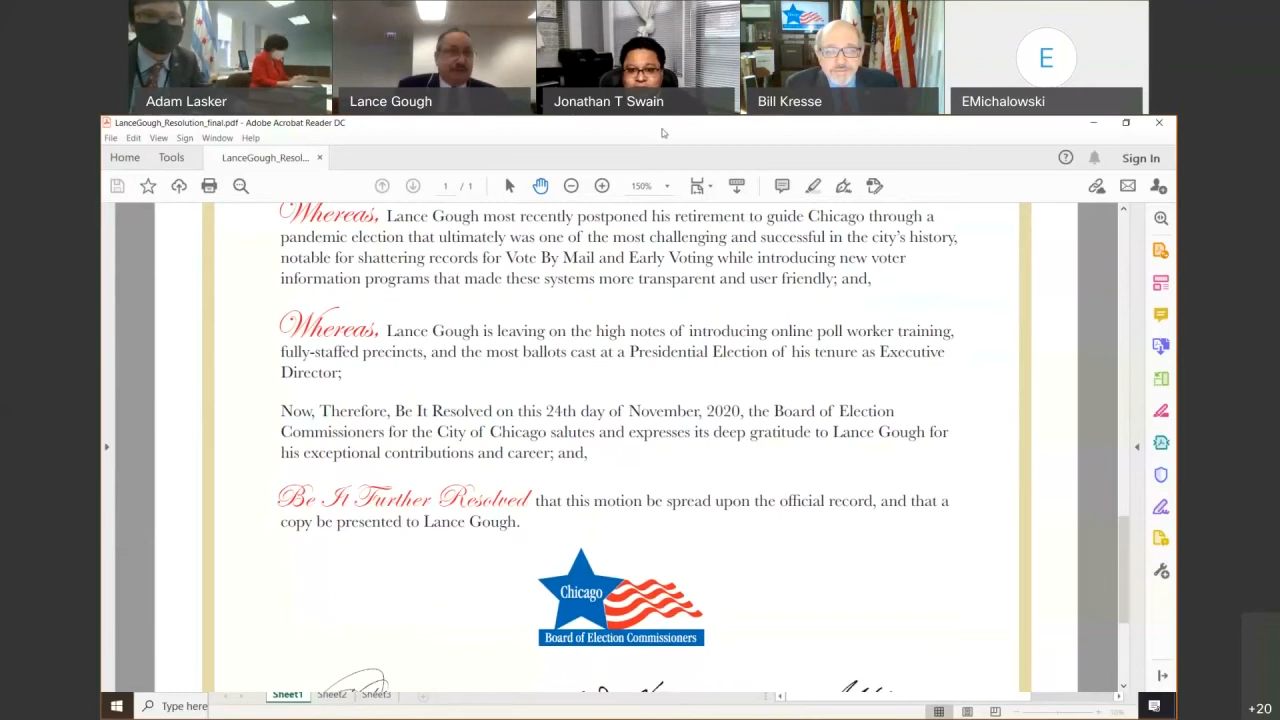 Adam Lasker
Lance Gough
Jonathan T Swain
Bill Kresse
E
EMichalowski
LanceGough_Resolution_final.pdf - Adobe Acrobat Reader DC
File Edit View Sign Window Help
Home Tools LanceGough_Resol... × Sign In
1 / 1 150%
Whereas, Lance Gough most recently postponed his retirement to guide Chicago through a
pandemic election that ultimately was one of the most challenging and successful in the city's history,
notable for shattering records for Vote By Mail and Early Voting while introducing new voter
information programs that made these systems more transparent and user friendly; and,
Whereas, Lance Gough is leaving on the high notes of introducing online poll worker training,
fully-staffed precincts, and the most ballots cast at a Presidential Election of his tenure as Executive
Director;
Now, Therefore, Be It Resolved on this 24th day of November, 2020, the Board of Election
Commissioners for the City of Chicago salutes and expresses its deep gratitude to Lance Gough for
his exceptional contributions and career; and,
Be It Further Resolved that this motion be spread upon the official record, and that a
copy be presented to Lance Gough.
Chicago
Board of Election Commissioners
Sheet1 Sheet2 Sheet3
Type here
+20